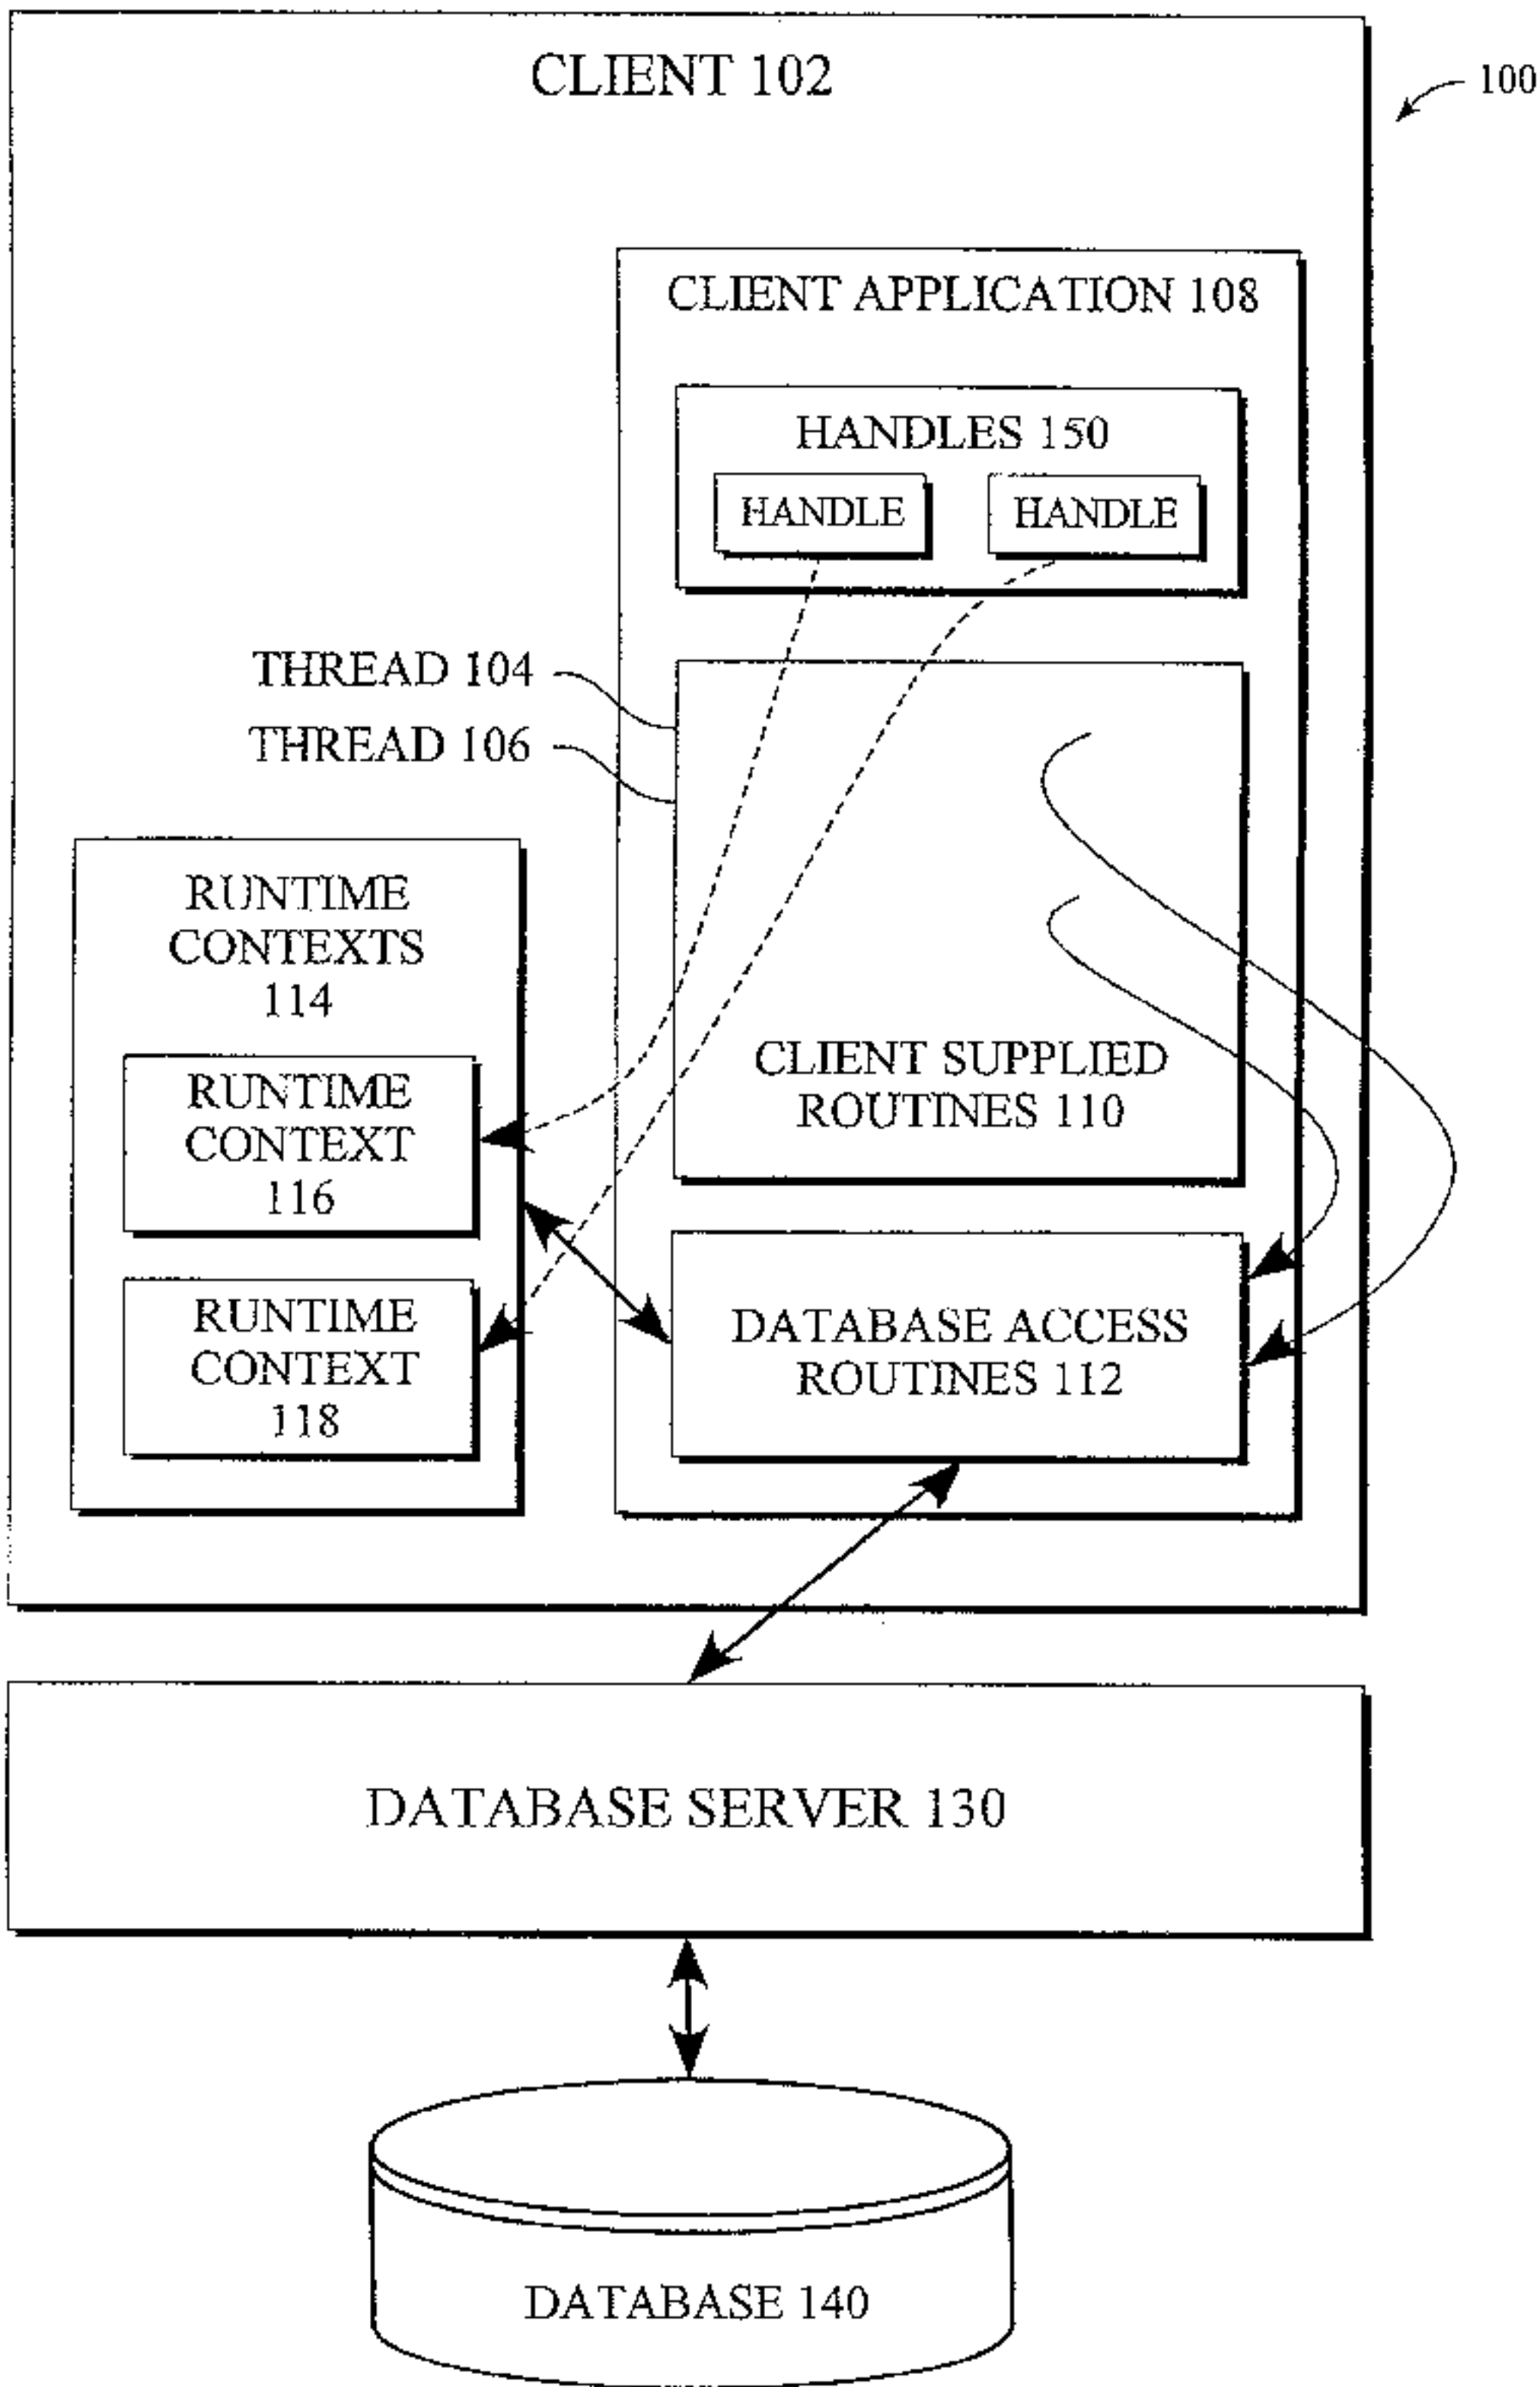 CLIENT 102
100
CLIENT APPLICATION 108
HANDLES 150
HANDLE
HANDLE
THREAD 104
THREAD 106
RUNTIME
CONTEXTS
114
RUNTIME
CONTEXT
116
RUNTIME
CONTEXT
118
CLIENT SUPPLIED
ROUTINES 110
DATABASE ACCESS
ROUTINES 112
DATABASE SERVER 130
DATABASE 140